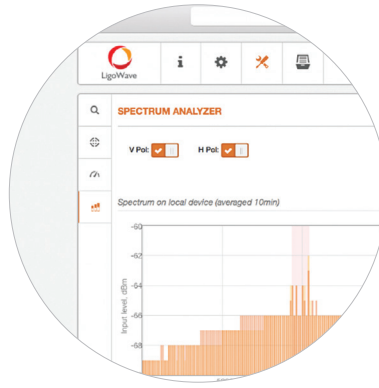 LigoWave
SPECTRUM ANALYZER
V Pol:
H Pol:
Spectrum on local device (averaged 10min)
-60
-62
-64
-66
-68
Input level, dBm